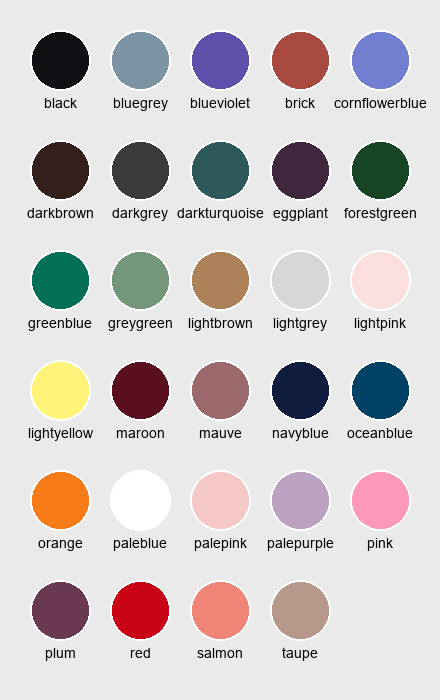 black bluegrey blueviolet brick cornflowerblue
darkbrown darkgrey darkturquoise eggplant forestgreen
greenblue greygreen lightbrown lightgrey lightpink
lightyellow maroon mauve navyblue oceanblue
orange paleblue palepink palepurple pink
plum red salmon taupe